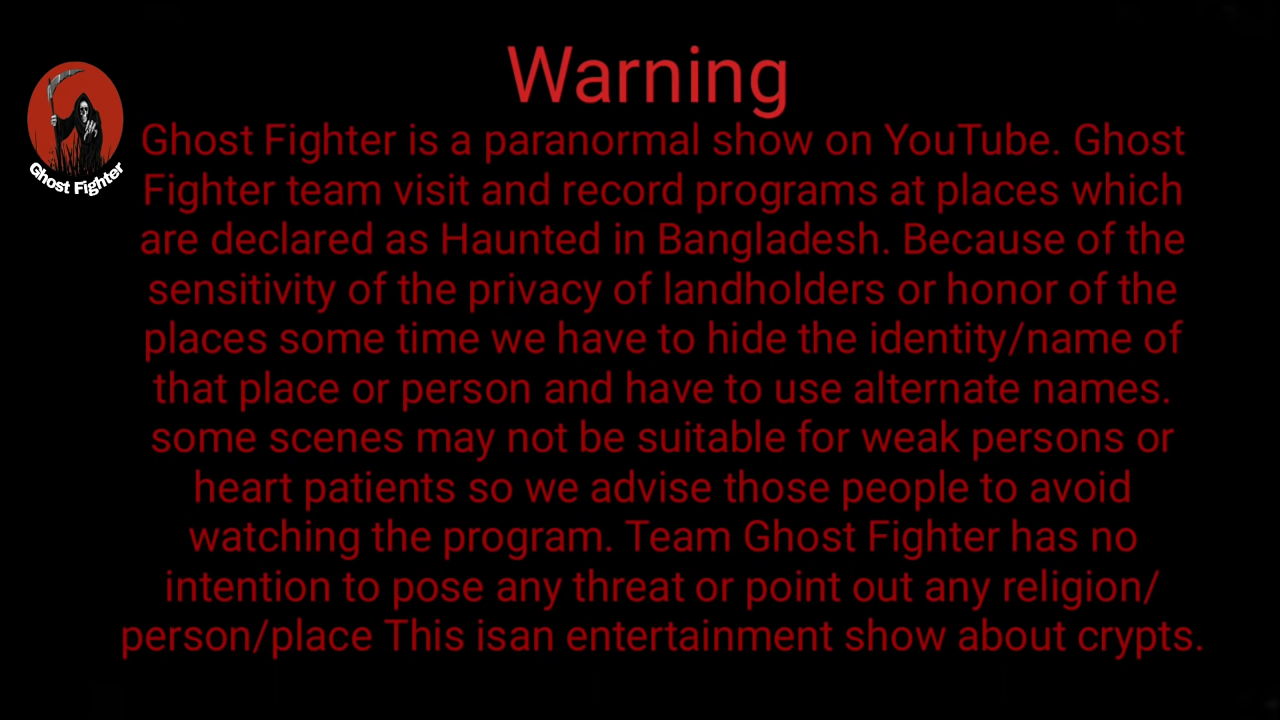 Warning
Ghost Fighter
Ghost Fighter is a paranormal show on YouTube. Ghost
Fighter team visit and record programs at places which
are declared as Haunted in Bangladesh. Because of the
sensitivity of the privacy of landholders or honor of the
places some time we have to hide the identity/name of
that place or person and have to use alternate names.
some scenes may not be suitable for weak persons or
heart patients so we advise those people to avoid
watching the program. Team Ghost Fighter has no
intention to pose any threat or point out any religion/
person/place This isan entertainment show about crypts.